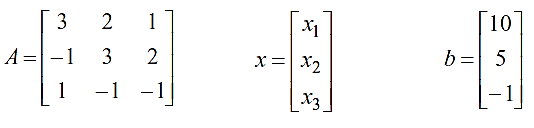 A = [3 2 1; -1 3 2; 1 -1 -1] x = [x₁; x₂; x₃] b = [10; 5; -1]